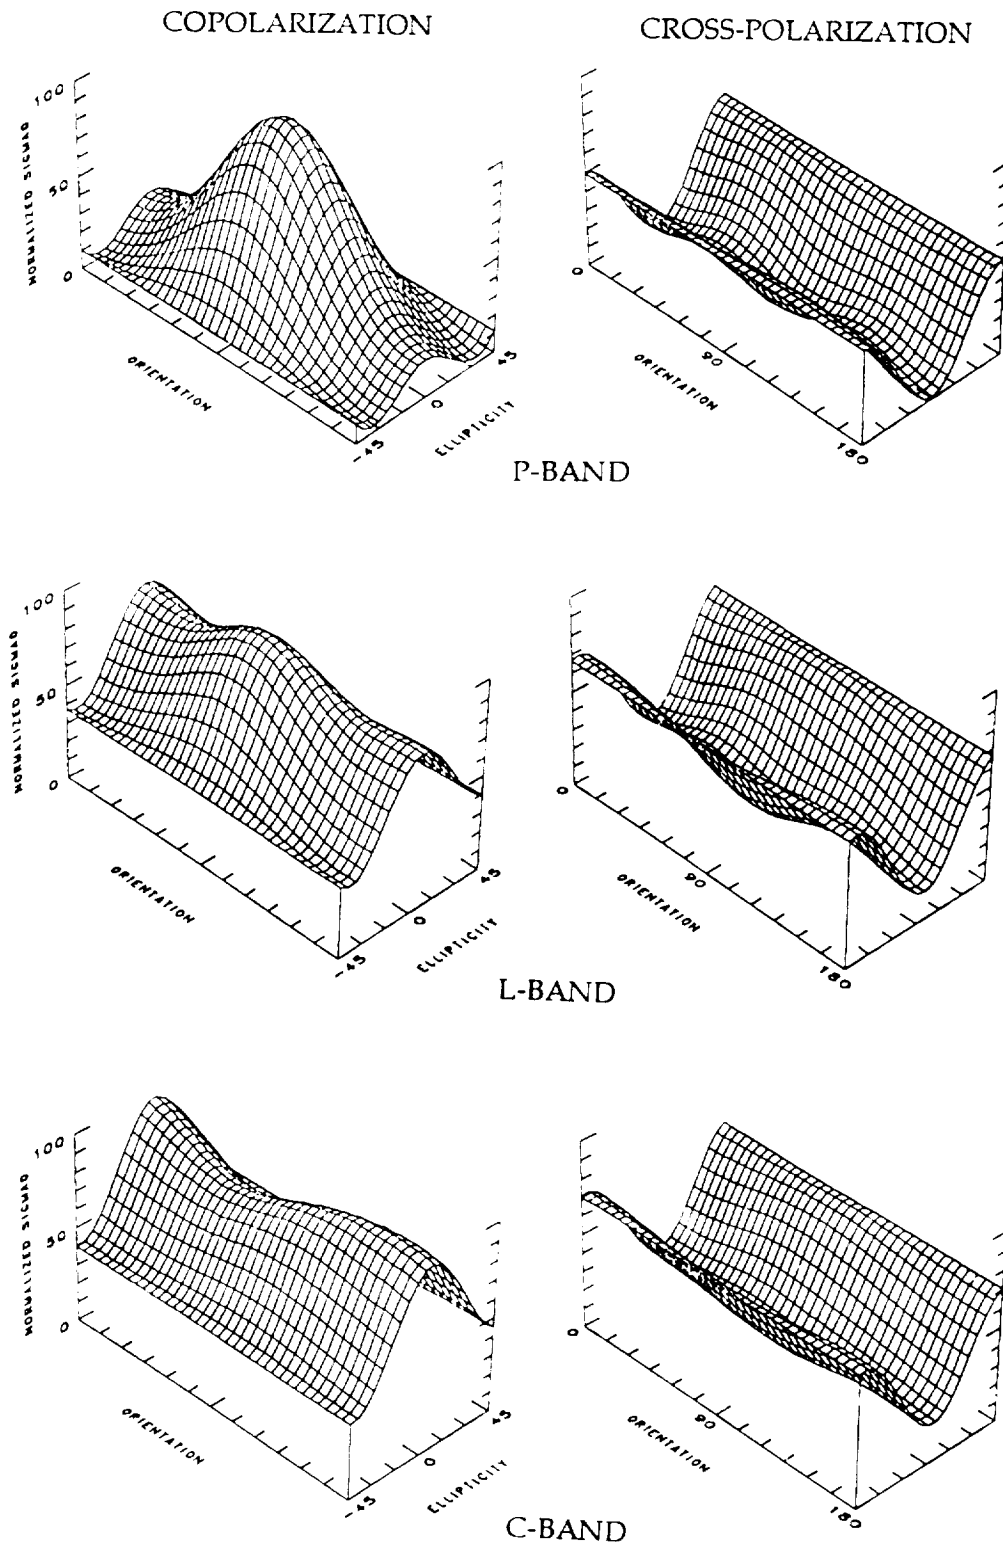 COPOLARIZATION
CROSS-POLARIZATION
100
50
0
NORMALIZED SIGMA0
ORIENTATION
-45
0
45
ELLIPTICITY
0
90
180
ORIENTATION
P-BAND
100
50
0
NORMALIZED SIGMA0
ORIENTATION
-45
0
45
ELLIPTICITY
0
90
180
ORIENTATION
L-BAND
100
50
0
NORMALIZED SIGMA0
ORIENTATION
-45
0
45
ELLIPTICITY
0
90
180
ORIENTATION
C-BAND